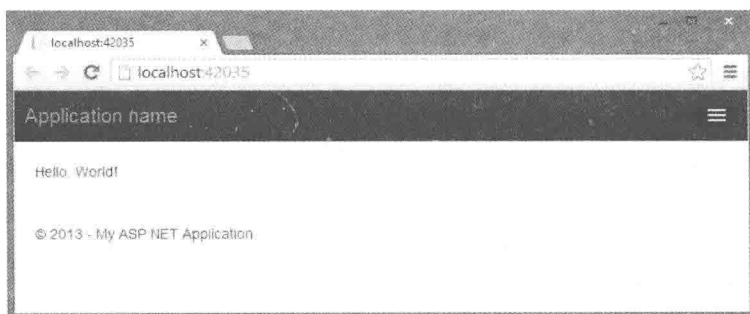 localhost:42035
localhost:42035
Application name
Hello, World!
© 2013 - My ASP.NET Application